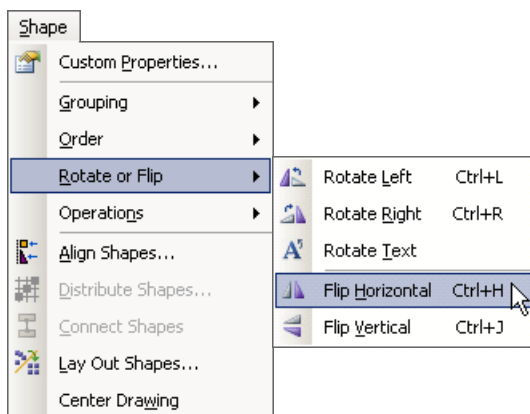 Shape
Custom Properties...
Grouping
Order
Rotate or Flip
Operations
Align Shapes...
Distribute Shapes...
Connect Shapes
Lay Out Shapes...
Center Drawing
Rotate Left Ctrl+L
Rotate Right Ctrl+R
Rotate Text
Flip Horizontal Ctrl+H
Flip Vertical Ctrl+J